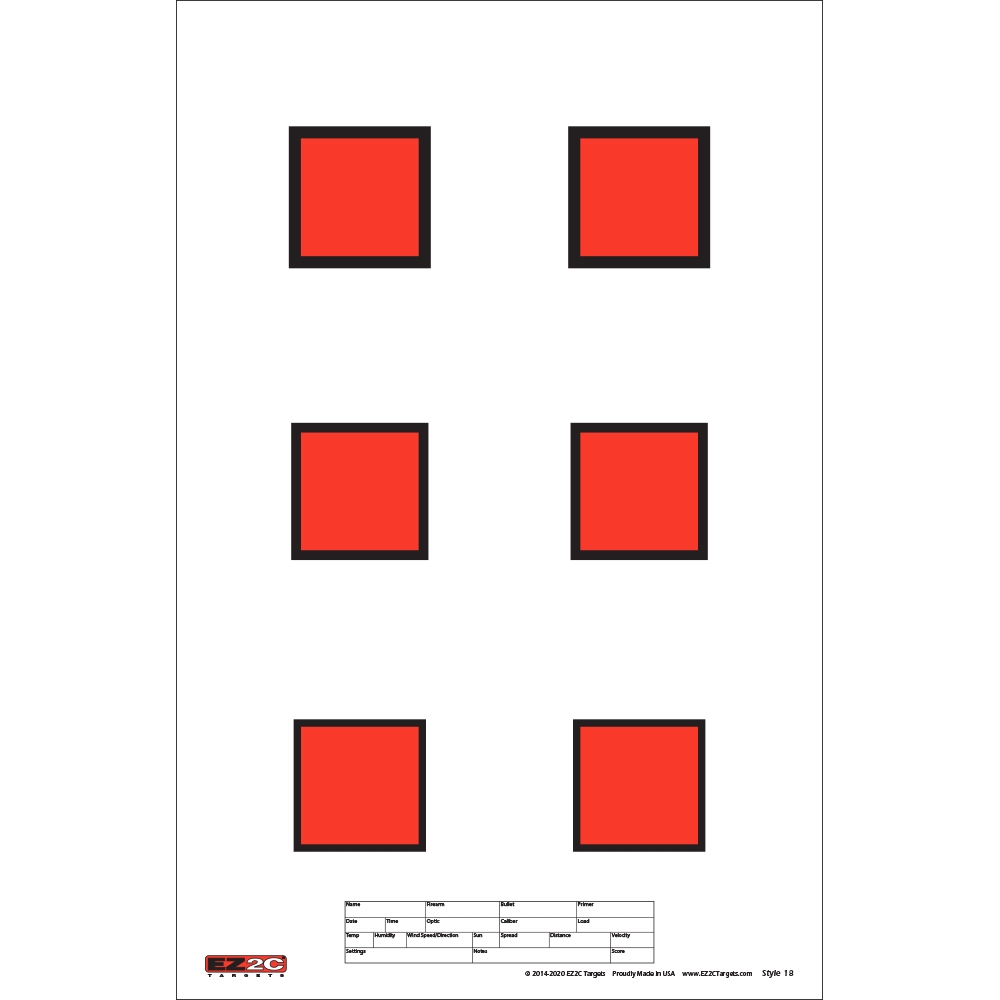 Name Firearm Bullet Primer
Date Time Optic Caliber Load
Temp Humidity Wind Speed/Direction Sun Spread Distance Velocity
Settings Notes Score
EZ2C
TARGETS
© 2014-2020 EZ2C Targets Proudly Made In USA www.EZ2CTargets.com Style 18